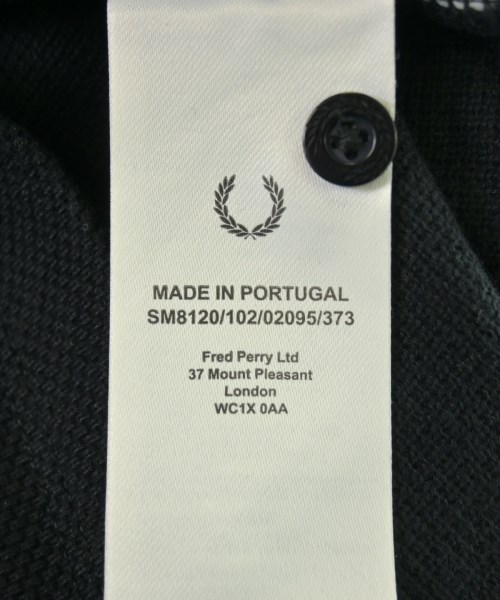 MADE IN PORTUGAL
SM8120/102/02095/373
Fred Perry Ltd
37 Mount Pleasant
London
WC1X 0AA